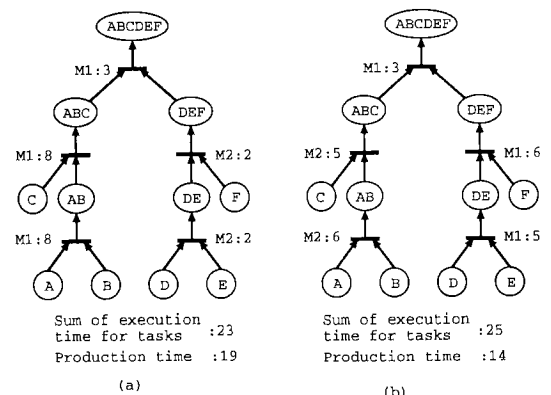 ABCDEF
M1:3
ABC
DEF
M1:8
M2:2
C
AB
DE
F
M1:8
M2:2
A
B
D
E
Sum of execution
time for tasks :23
Production time :19
(a)
ABCDEF
M1:3
ABC
DEF
M2:5
M1:6
C
AB
DE
F
M2:6
M1:5
A
B
D
E
Sum of execution
time for tasks :25
Production time :14
(b)